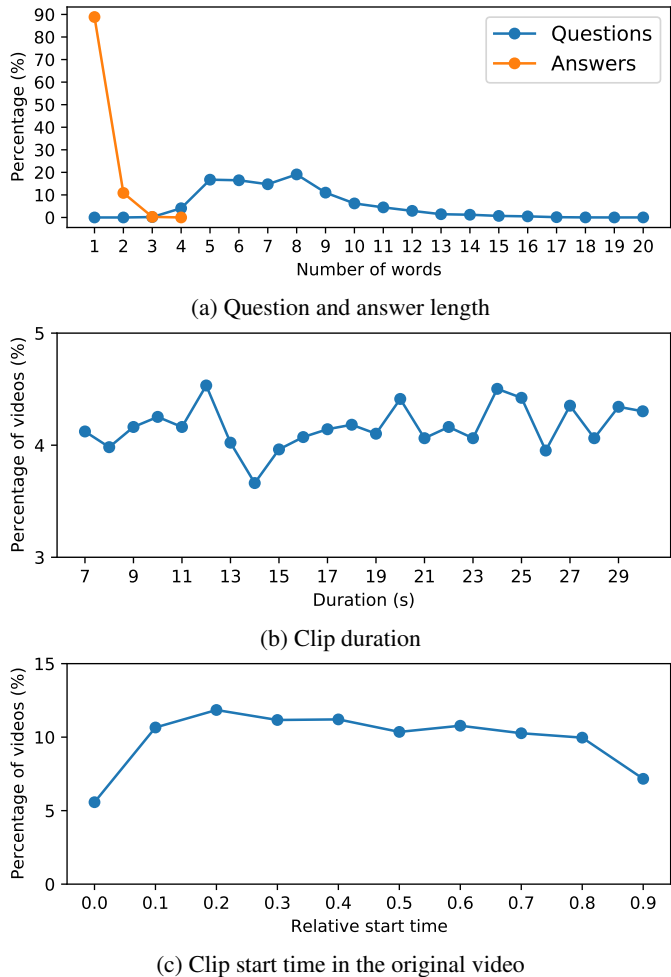 90
80
70
60
50
40
30
20
10
0
Percentage (%)
Questions
Answers
1 2 3 4 5 6 7 8 9 10 11 12 13 14 15 16 17 18 19 20
Number of words
(a) Question and answer length
5
4
3
Percentage of videos (%)
7 9 11 13 15 17 19 21 23 25 27 29
Duration (s)
(b) Clip duration
15
10
5
0
Percentage of videos (%)
0.0 0.1 0.2 0.3 0.4 0.5 0.6 0.7 0.8 0.9
Relative start time
(c) Clip start time in the original video